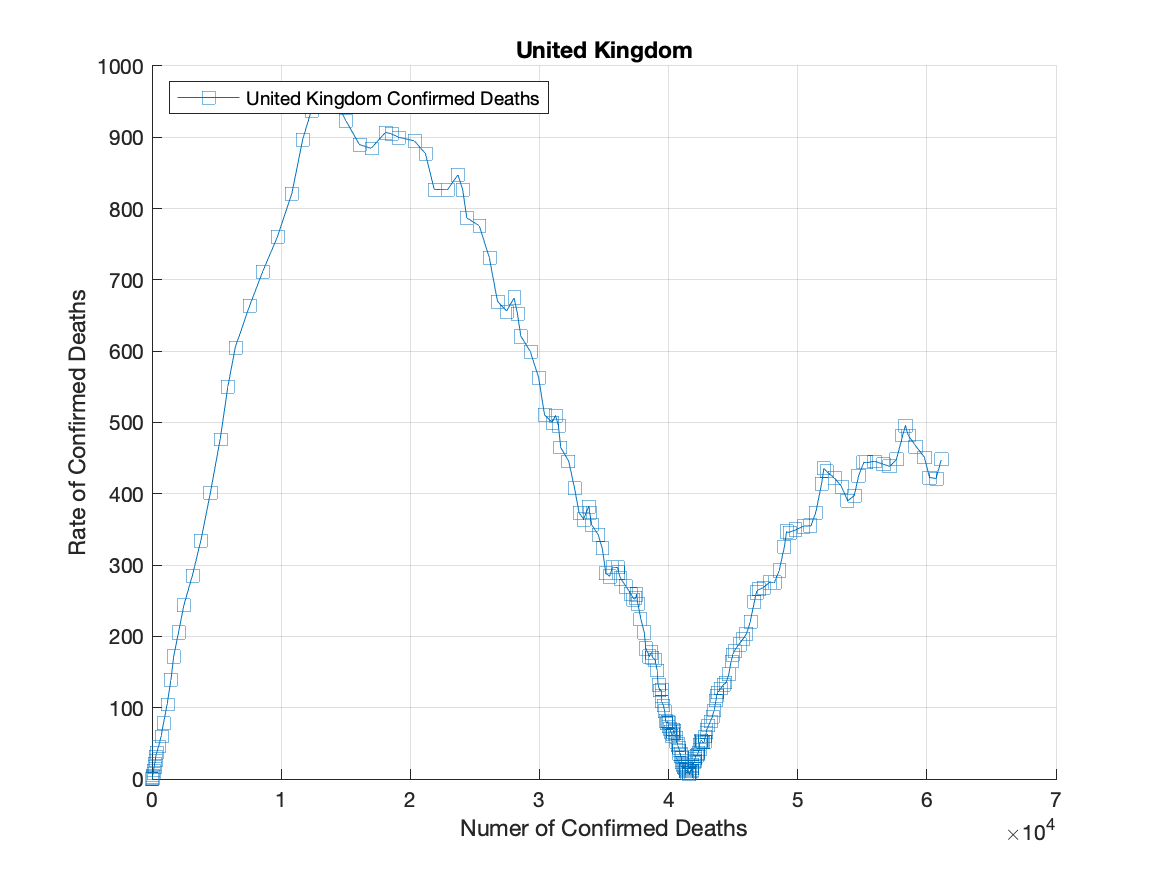 United Kingdom
United Kingdom Confirmed Deaths
Rate of Confirmed Deaths
1000
900
800
700
600
500
400
300
200
100
0
0 1 2 3 4 5 6 7
×10^4
Numer of Confirmed Deaths